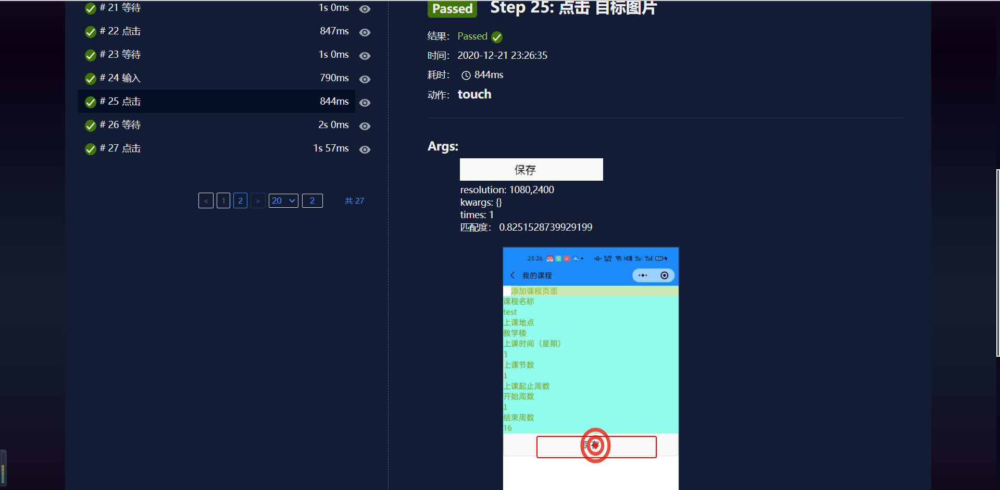 # 21 等待 1s 0ms
# 22 点击 847ms
# 23 等待 1s 0ms
# 24 输入 790ms
# 25 点击 844ms
# 26 等待 2s 0ms
# 27 点击 1s 57ms
< 1 2 > 20 2 共 27
Passed Step 25: 点击 目标图片
结果： Passed
时间： 2020-12-21 23:26:35
耗时： 844ms
动作： touch
Args:
保存
resolution: 1080,2400
kwargs: {}
times: 1
匹配度： 0.8251528739929199
23:26
我的课程
添加课程页面
课程名称
test
上课地点
教学楼
上课时间（星期）
3
上课节数
1
上课起止周数
开始周数
1
结束周数
16
保存